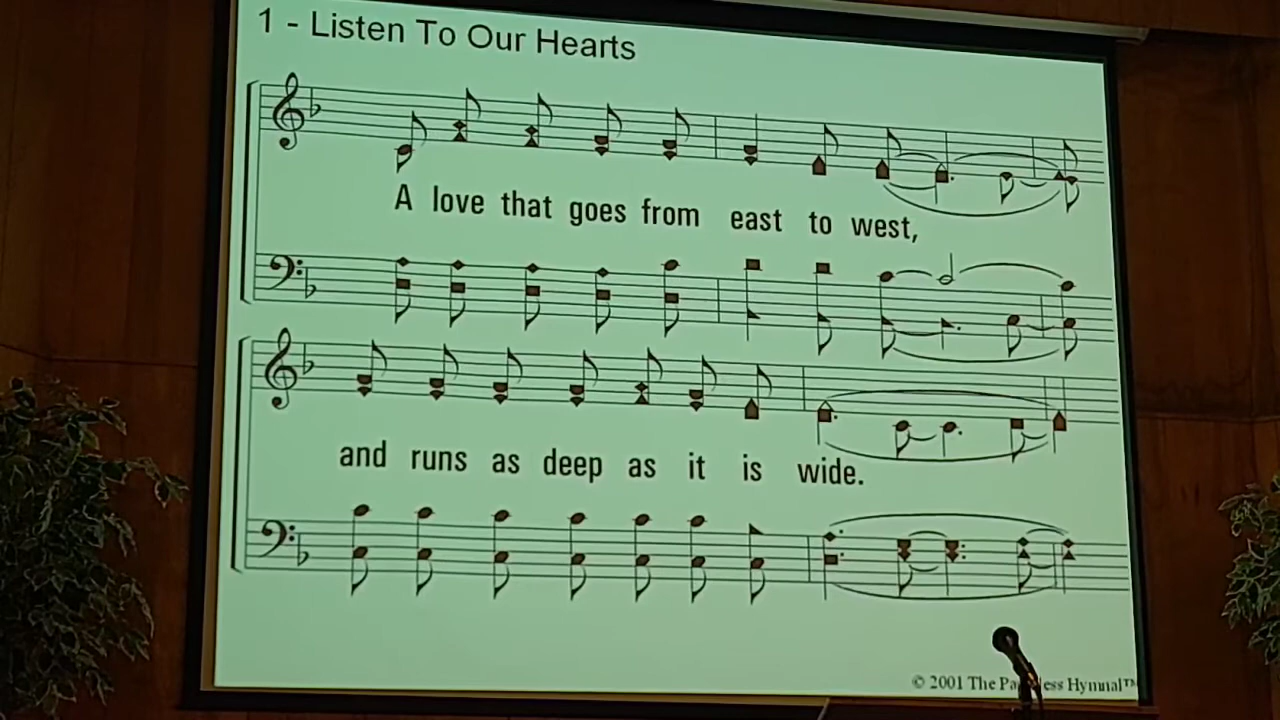 1 - Listen To Our Hearts
A love that goes from east to west,
and runs as deep as it is wide.
© 2001 The Hymnal™